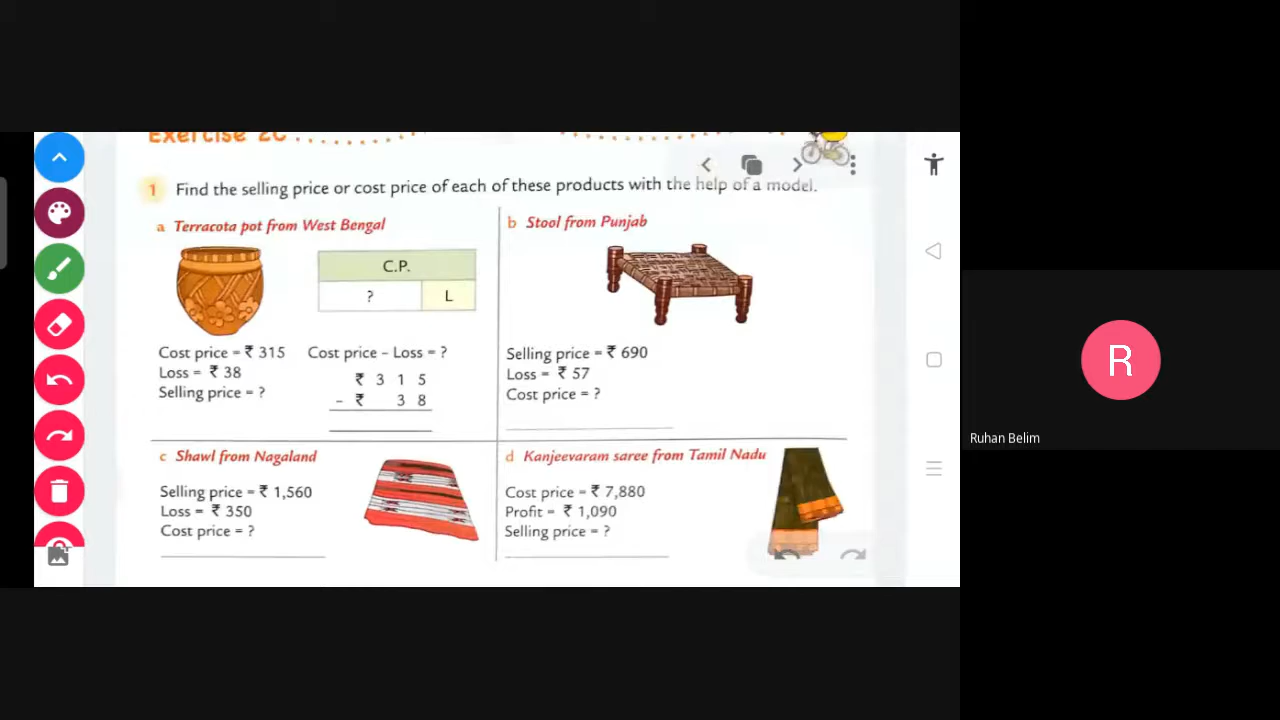 Exercise 2C
1 Find the selling price or cost price of each of these products with the help of a model.
a Terracota pot from West Bengal
C.P.
? L
Cost price = ₹ 315
Loss = ₹ 38
Selling price = ?
Cost price – Loss = ?
₹ 3 1 5
– ₹ 3 8
b Stool from Punjab
Selling price = ₹ 690
Loss = ₹ 57
Cost price = ?
c Shawl from Nagaland
Selling price = ₹ 1,560
Loss = ₹ 350
Cost price = ?
d Kanjeevaram saree from Tamil Nadu
Cost price = ₹ 7,880
Profit = ₹ 1,090
Selling price = ?
R
Ruhan Belim